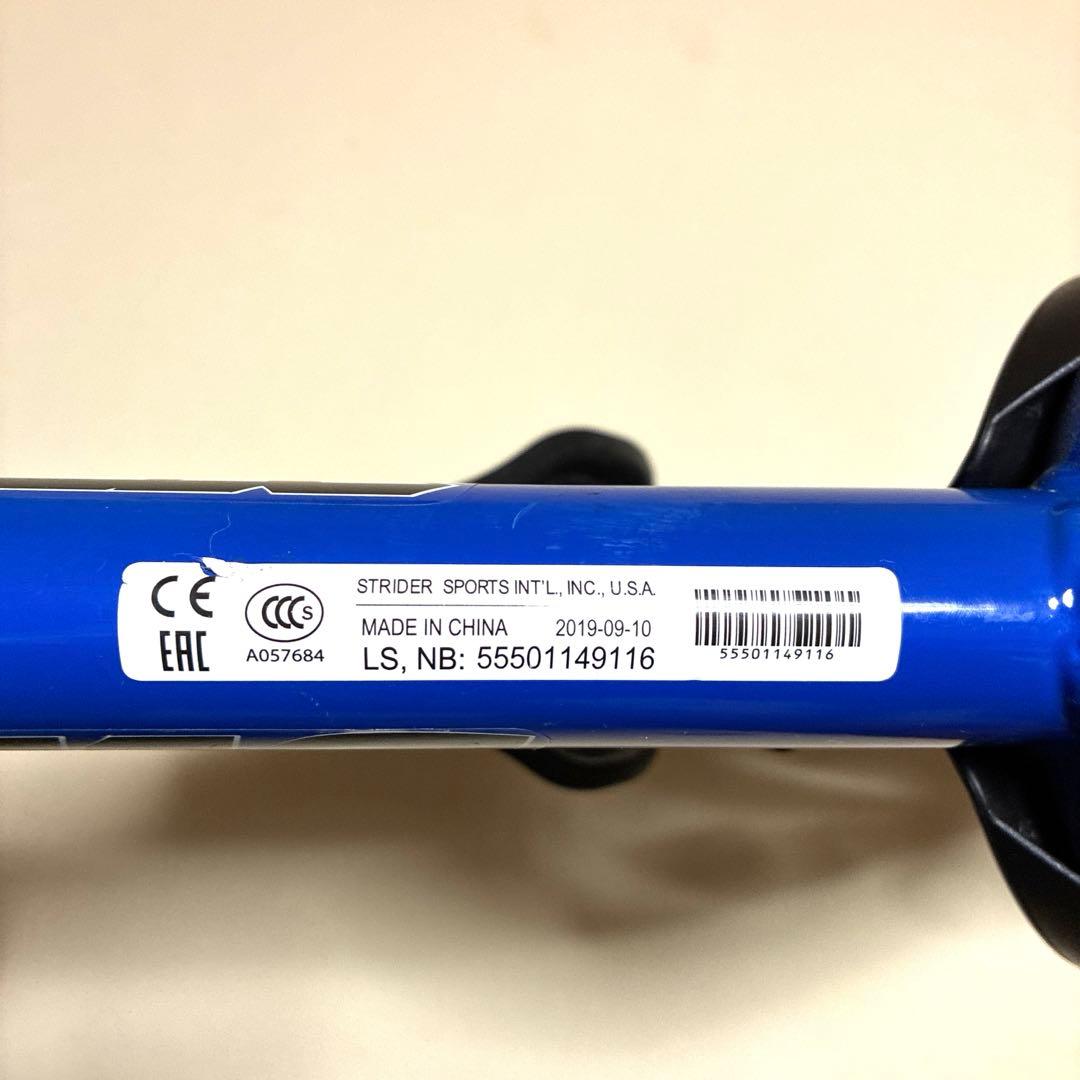 CE
EAC
CCC S
A057684
STRIDER SPORTS INT'L., INC., U.S.A.
MADE IN CHINA 2019-09-10
LS, NB: 55501149116
55501149116